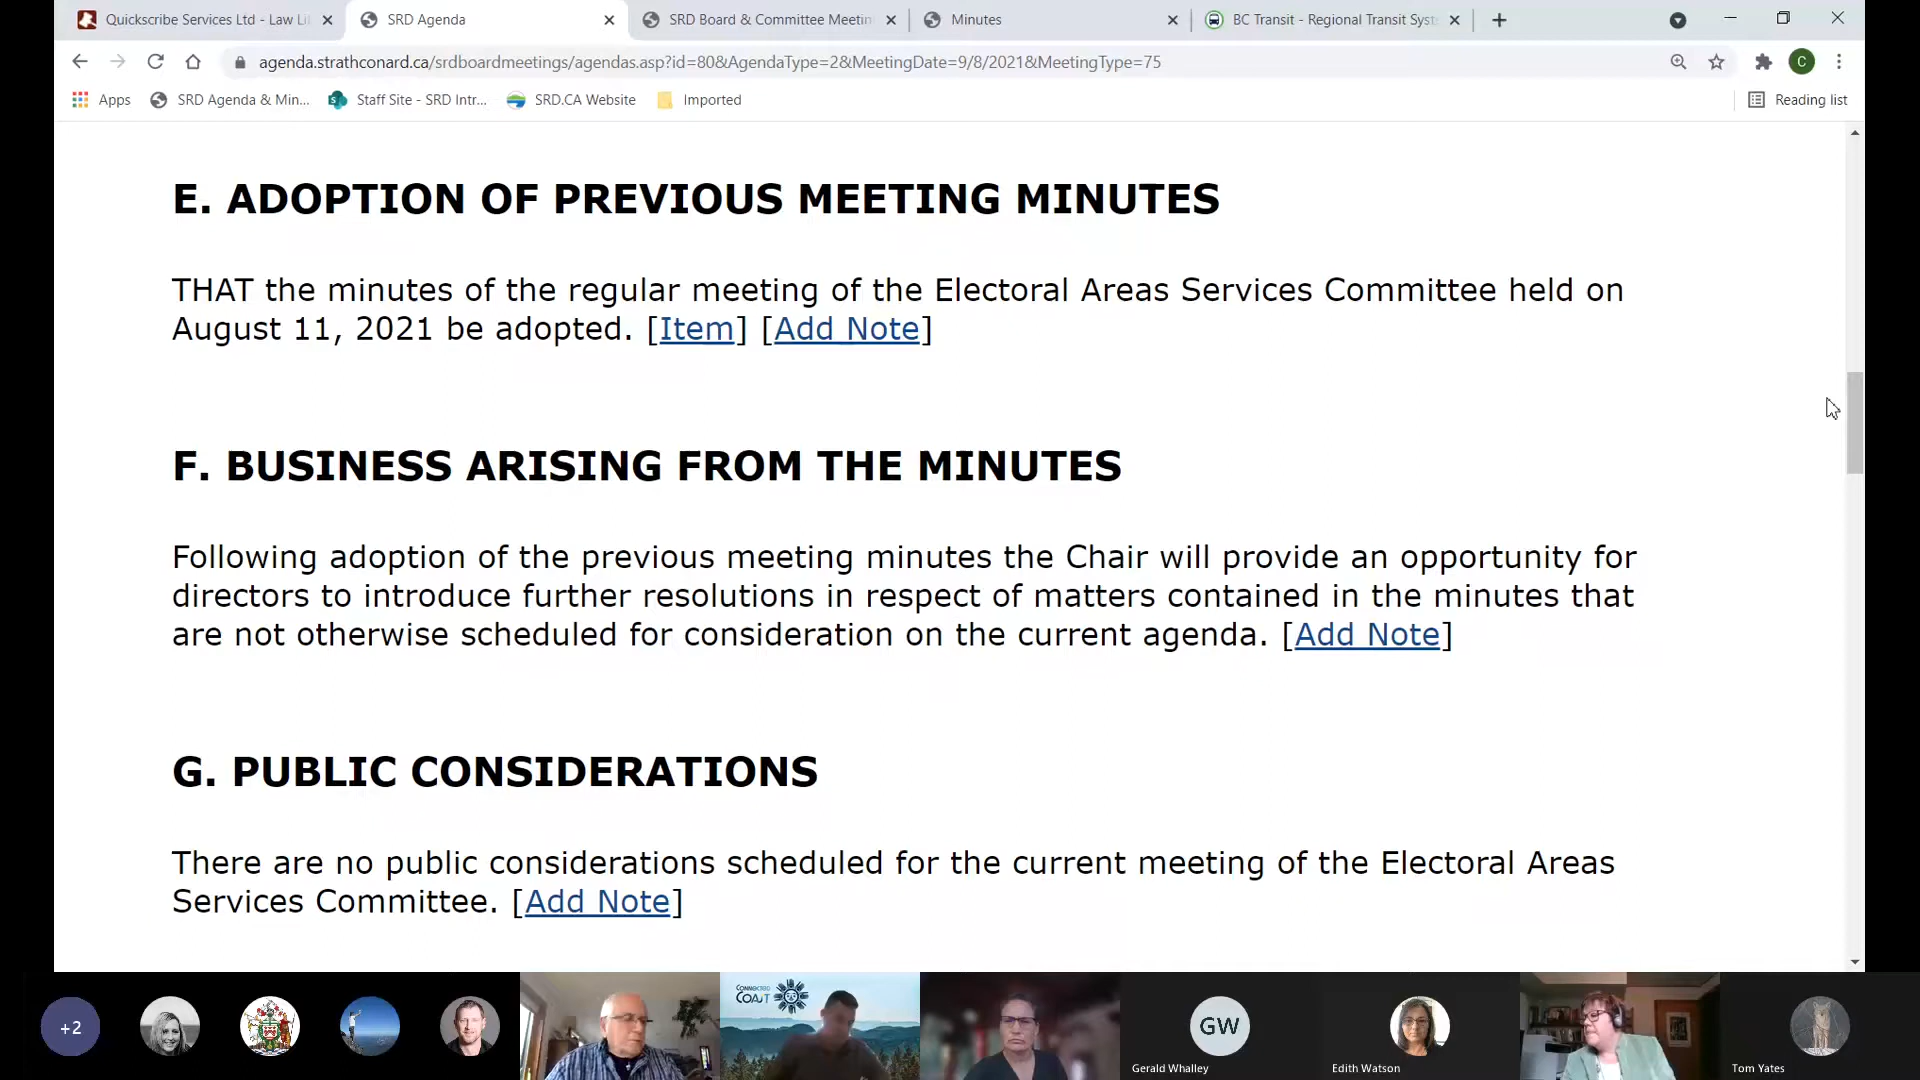 Quickscribe Services Ltd - Law Li
SRD Agenda
SRD Board & Committee Meetin
Minutes
BC Transit - Regional Transit Syst
agenda.strathconard.ca/srdboardmeetings/agendas.asp?id=80&AgendaType=2&MeetingDate=9/8/2021&MeetingType=75
C
Apps
SRD Agenda & Min...
Staff Site - SRD Intr...
SRD.CA Website
Imported
Reading list
E. ADOPTION OF PREVIOUS MEETING MINUTES
THAT the minutes of the regular meeting of the Electoral Areas Services Committee held on
August 11, 2021 be adopted. [Item] [Add Note]
F. BUSINESS ARISING FROM THE MINUTES
Following adoption of the previous meeting minutes the Chair will provide an opportunity for
directors to introduce further resolutions in respect of matters contained in the minutes that
are not otherwise scheduled for consideration on the current agenda. [Add Note]
G. PUBLIC CONSIDERATIONS
There are no public considerations scheduled for the current meeting of the Electoral Areas
Services Committee. [Add Note]
+2
CONNECTED
COAST
GW
Gerald Whalley
Edith Watson
Tom Yates